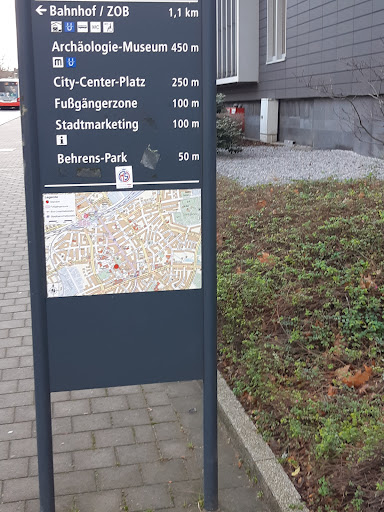 ← Bahnhof / ZOB 1,1 km
WC
Archäologie-Museum 450 m
m
City-Center-Platz 250 m
Fußgängerzone 100 m
Stadtmarketing 100 m
i
Behrens-Park 50 m